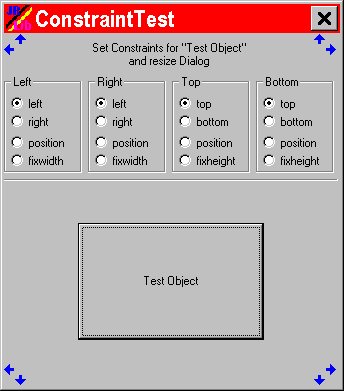 ConstraintTest
Set Constraints for "Test Object"
and resize Dialog
Left Right Top Bottom
left left top top
right right bottom bottom
position position position position
fixwidth fixwidth fixheight fixheight
Test Object